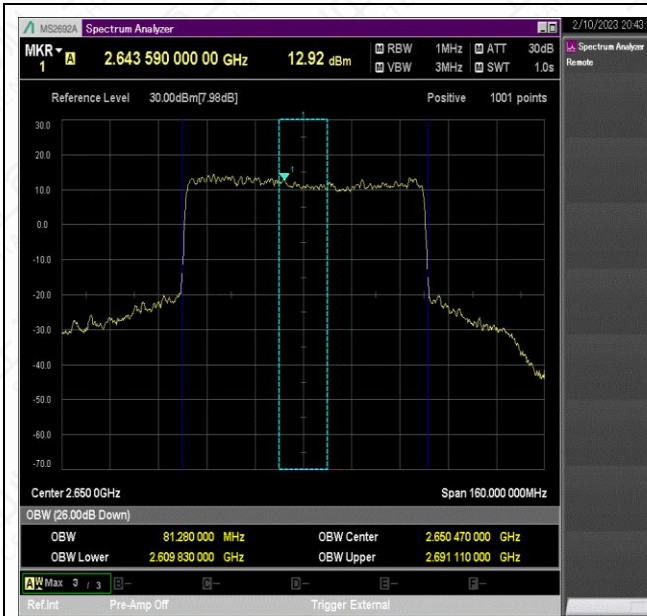 MS2692A Spectrum Analyzer
2/10/2023 20:43
MKR 1 A 2.643 590 000 00 GHz 12.92 dBm
RBW 1MHz ATT 30dB
VBW 3MHz SWT 1.0s
Spectrum Analyzer
Remote
Reference Level 30.00dBm[7.98dB] Positive 1001 points
30.0
20.0
10.0
0.0
-10.0
-20.0
-30.0
-40.0
-50.0
-60.0
-70.0
1
Center 2.650 0GHz Span 160.000 000MHz
OBW (26.00dB Down)
OBW 81.280 000 MHz OBW Center 2.650 470 000 GHz
OBW Lower 2.609 830 000 GHz OBW Upper 2.691 110 000 GHz
A W Max 3 / 3 B- C- D- E- F-
Ref.Int Pre-Amp Off Trigger External